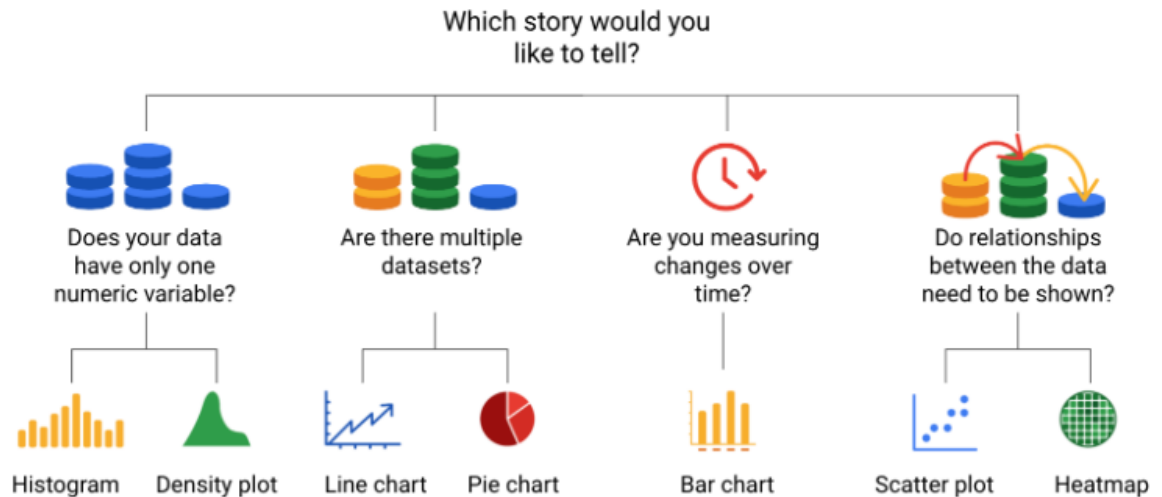 Which story would you
like to tell?
Does your data
have only one
numeric variable?
Are there multiple
datasets?
Are you measuring
changes over
time?
Do relationships
between the data
need to be shown?
Histogram
Density plot
Line chart
Pie chart
Bar chart
Scatter plot
Heatmap